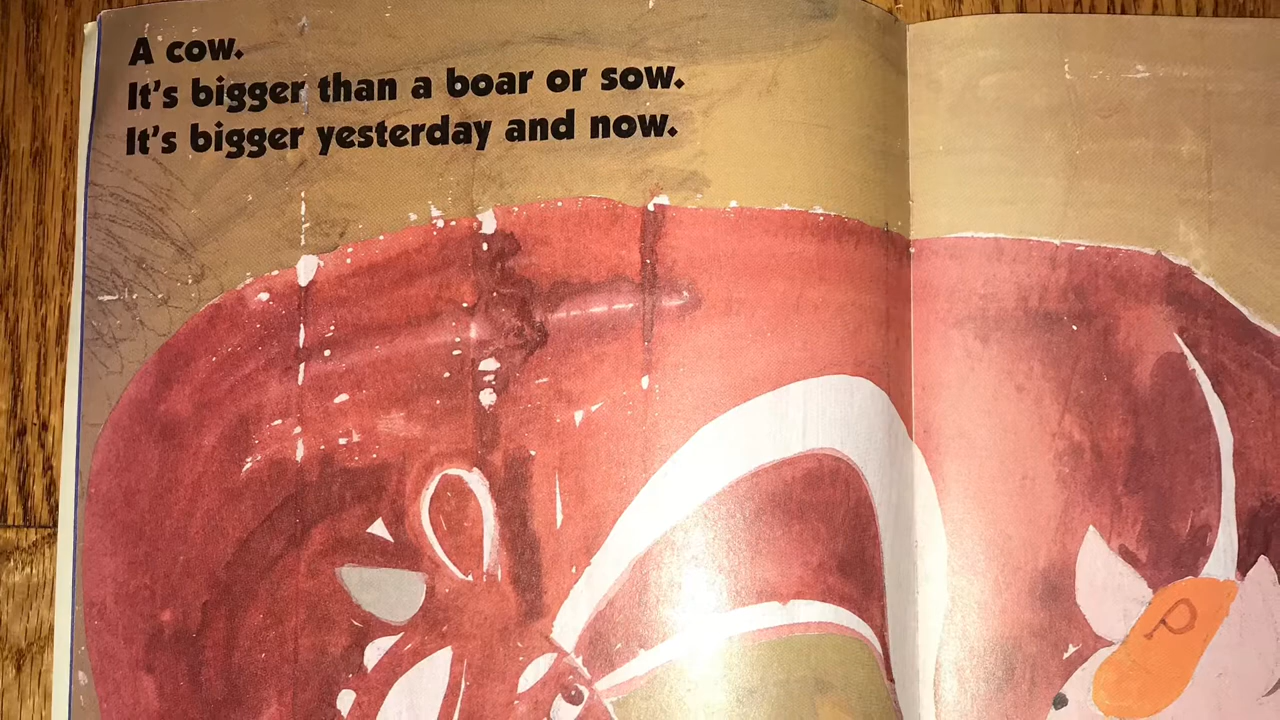 A cow.
It's bigger than a boar or sow.
It's bigger yesterday and now.
P